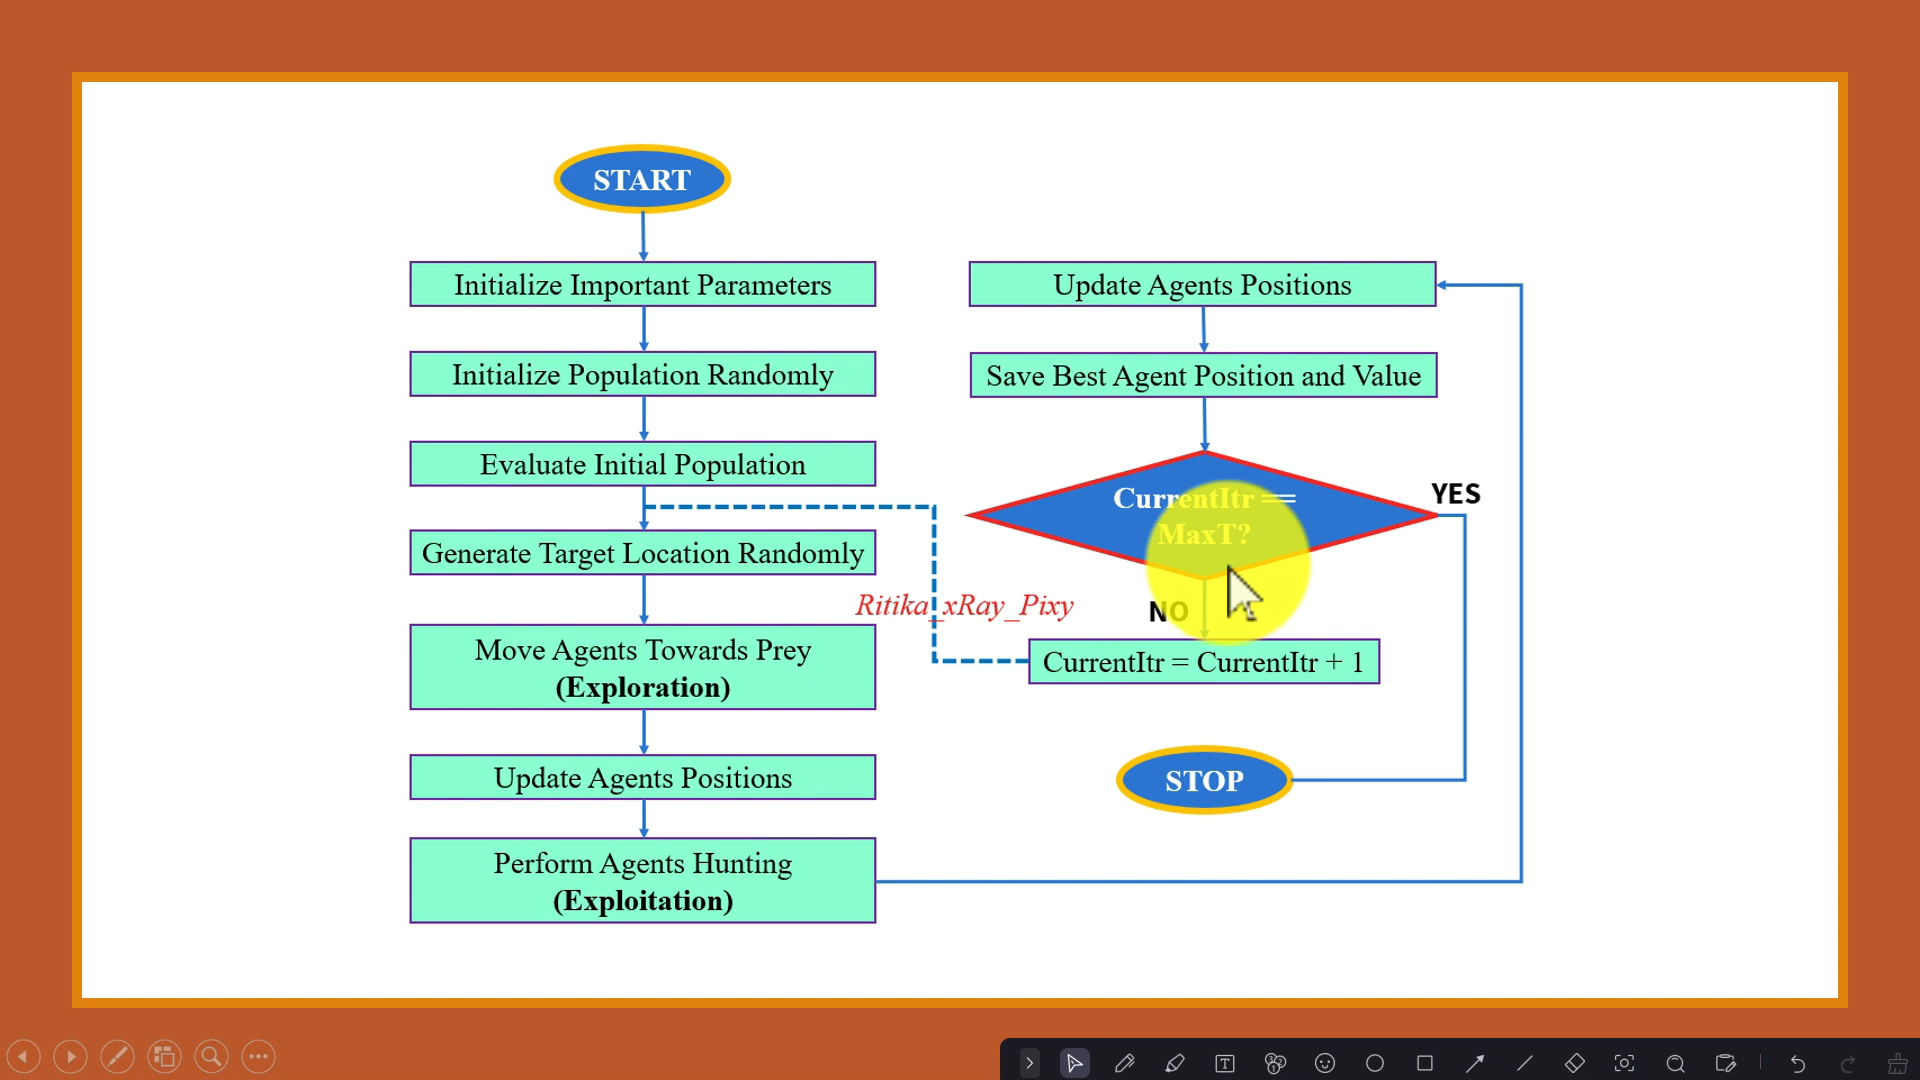 START
Initialize Important Parameters
Initialize Population Randomly
Evaluate Initial Population
Generate Target Location Randomly
Move Agents Towards Prey
(Exploration)
Update Agents Positions
Perform Agents Hunting
(Exploitation)
Update Agents Positions
Save Best Agent Position and Value
CurrentItr ==
MaxT?
YES
NO
Ritika_xRay_Pixy
CurrentItr = CurrentItr + 1
STOP